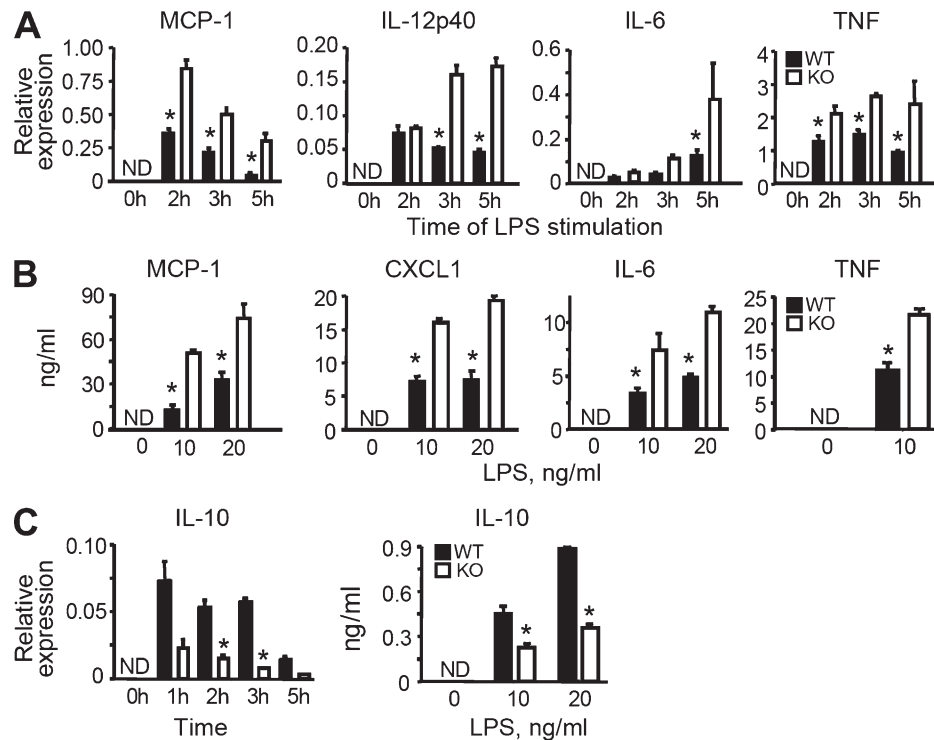 A
MCP-1 IL-12p40 IL-6 TNF
Relative expression
1.00 0.75 0.50 0.25 0
ND * * *
0h 2h 3h 5h
0.20 0.15 0.10 0.05 0
ND * *
0h 2h 3h 5h
0.6 0.4 0.2 0
ND *
0h 2h 3h 5h
4 3 2 1 0
WT
KO
ND * * *
0h 2h 3h 5h
Time of LPS stimulation
B
MCP-1 CXCL1 IL-6 TNF
ng/ml
90 60 30 0
ND * *
0 10 20
20 15 10 5 0
ND * *
0 10 20
10 5 0
ND * *
0 10 20
25 20 15 10 5 0
WT
KO
ND *
0 10
LPS, ng/ml
C
IL-10 IL-10
Relative expression
0.10 0.05 0
ND * *
0h 1h 2h 3h 5h
Time
ng/ml
0.9 0.6 0.3 0
WT
KO
ND * *
0 10 20
LPS, ng/ml